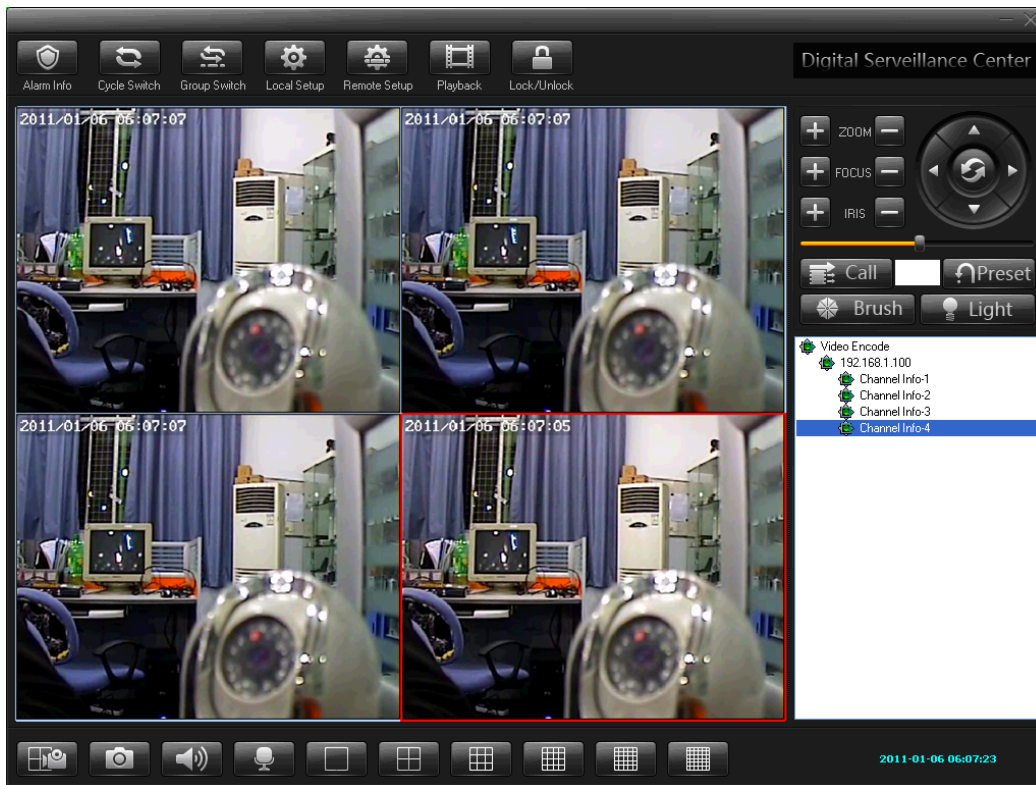 Digital Serveillance Center
Alarm Info Cycle Switch Group Switch Local Setup Remote Setup Playback Lock/Unlock
2011/01/06 06:07:07
2011/01/06 06:07:07
2011/01/06 06:07:07
2011/01/06 06:07:05
ZOOM
FOCUS
IRIS
Call Preset
Brush Light
Video Encode
192.168.1.100
Channel Info-1
Channel Info-2
Channel Info-3
Channel Info-4
2011-01-06 06:07:23